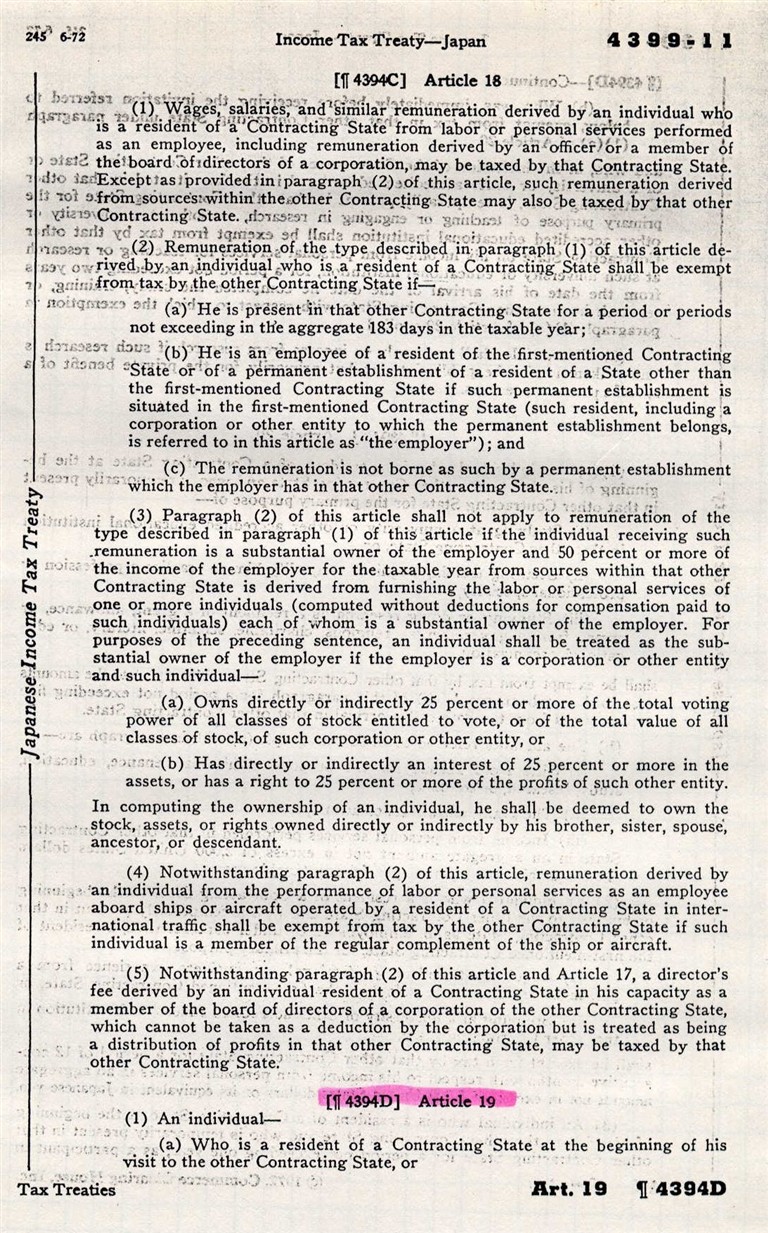 245 6-72
Income Tax Treaty—Japan
4399-11
[¶ 4394C] Article 18
(1) Wages, salaries, and similar remuneration derived by an individual who
is a resident of a Contracting State from labor or personal services performed
as an employee, including remuneration derived by an officer or a member of
the board of directors of a corporation, may be taxed by that Contracting State.
Except as provided in paragraph (2) of this article, such remuneration derived
from sources within the other Contracting State may also be taxed by that other
Contracting State.
(2) Remuneration of the type described in paragraph (1) of this article de-
rived by an individual who is a resident of a Contracting State shall be exempt
from tax by the other Contracting State if—
(a) He is present in that other Contracting State for a period or periods
not exceeding in the aggregate 183 days in the taxable year;
(b) He is an employee of a resident of the first-mentioned Contracting
State or of a permanent establishment of a resident of a State other than
the first-mentioned Contracting State if such permanent establishment is
situated in the first-mentioned Contracting State (such resident, including a
corporation or other entity to which the permanent establishment belongs,
is referred to in this article as "the employer"); and
(c) The remuneration is not borne as such by a permanent establishment
which the employer has in that other Contracting State.
(3) Paragraph (2) of this article shall not apply to remuneration of the
type described in paragraph (1) of this article if the individual receiving such
remuneration is a substantial owner of the employer and 50 percent or more of
the income of the employer for the taxable year from sources within that other
Contracting State is derived from furnishing the labor or personal services of
one or more individuals (computed without deductions for compensation paid to
such individuals) each of whom is a substantial owner of the employer. For
purposes of the preceding sentence, an individual shall be treated as the sub-
stantial owner of the employer if the employer is a corporation or other entity
and such individual—
(a) Owns directly or indirectly 25 percent or more of the total voting
power of all classes of stock entitled to vote, or of the total value of all
classes of stock, of such corporation or other entity, or
(b) Has directly or indirectly an interest of 25 percent or more in the
assets, or has a right to 25 percent or more of the profits of such other entity.
In computing the ownership of an individual, he shall be deemed to own the
stock, assets, or rights owned directly or indirectly by his brother, sister, spouse,
ancestor, or descendant.
(4) Notwithstanding paragraph (2) of this article, remuneration derived by
an individual from the performance of labor or personal services as an employee
aboard ships or aircraft operated by a resident of a Contracting State in inter-
national traffic shall be exempt from tax by the other Contracting State if such
individual is a member of the regular complement of the ship or aircraft.
(5) Notwithstanding paragraph (2) of this article and Article 17, a director's
fee derived by an individual resident of a Contracting State in his capacity as a
member of the board of directors of a corporation of the other Contracting State,
which cannot be taken as a deduction by the corporation but is treated as being
a distribution of profits in that other Contracting State, may be taxed by that
other Contracting State.
[¶ 4394D] Article 19
(1) An individual—
(a) Who is a resident of a Contracting State at the beginning of his
visit to the other Contracting State, or
Japanese Income Tax Treaty
Tax Treaties
Art. 19 ¶ 4394D